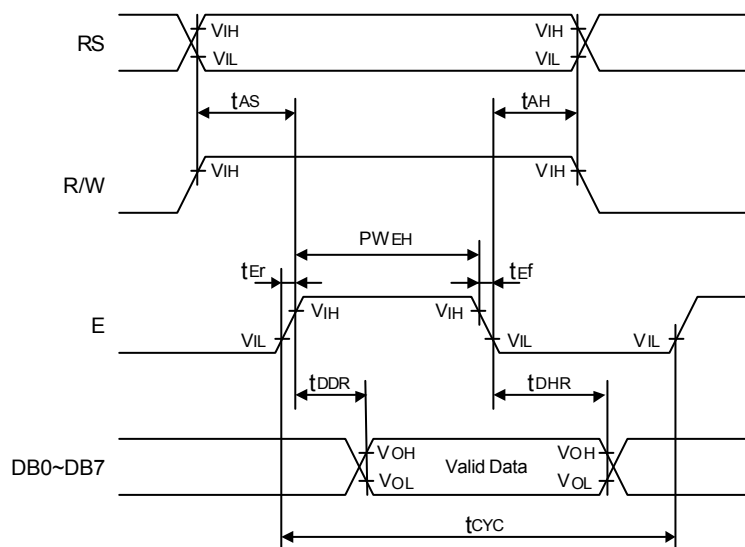 RS VIH VIH
VIL VIL
tAS tAH
R/W VIH VIH
PWEH
tEr tEf
E VIH VIH
VIL VIL VIL
tDDR tDHR
VOH VOH
DB0~DB7 Valid Data
VOL VOL
tCYC